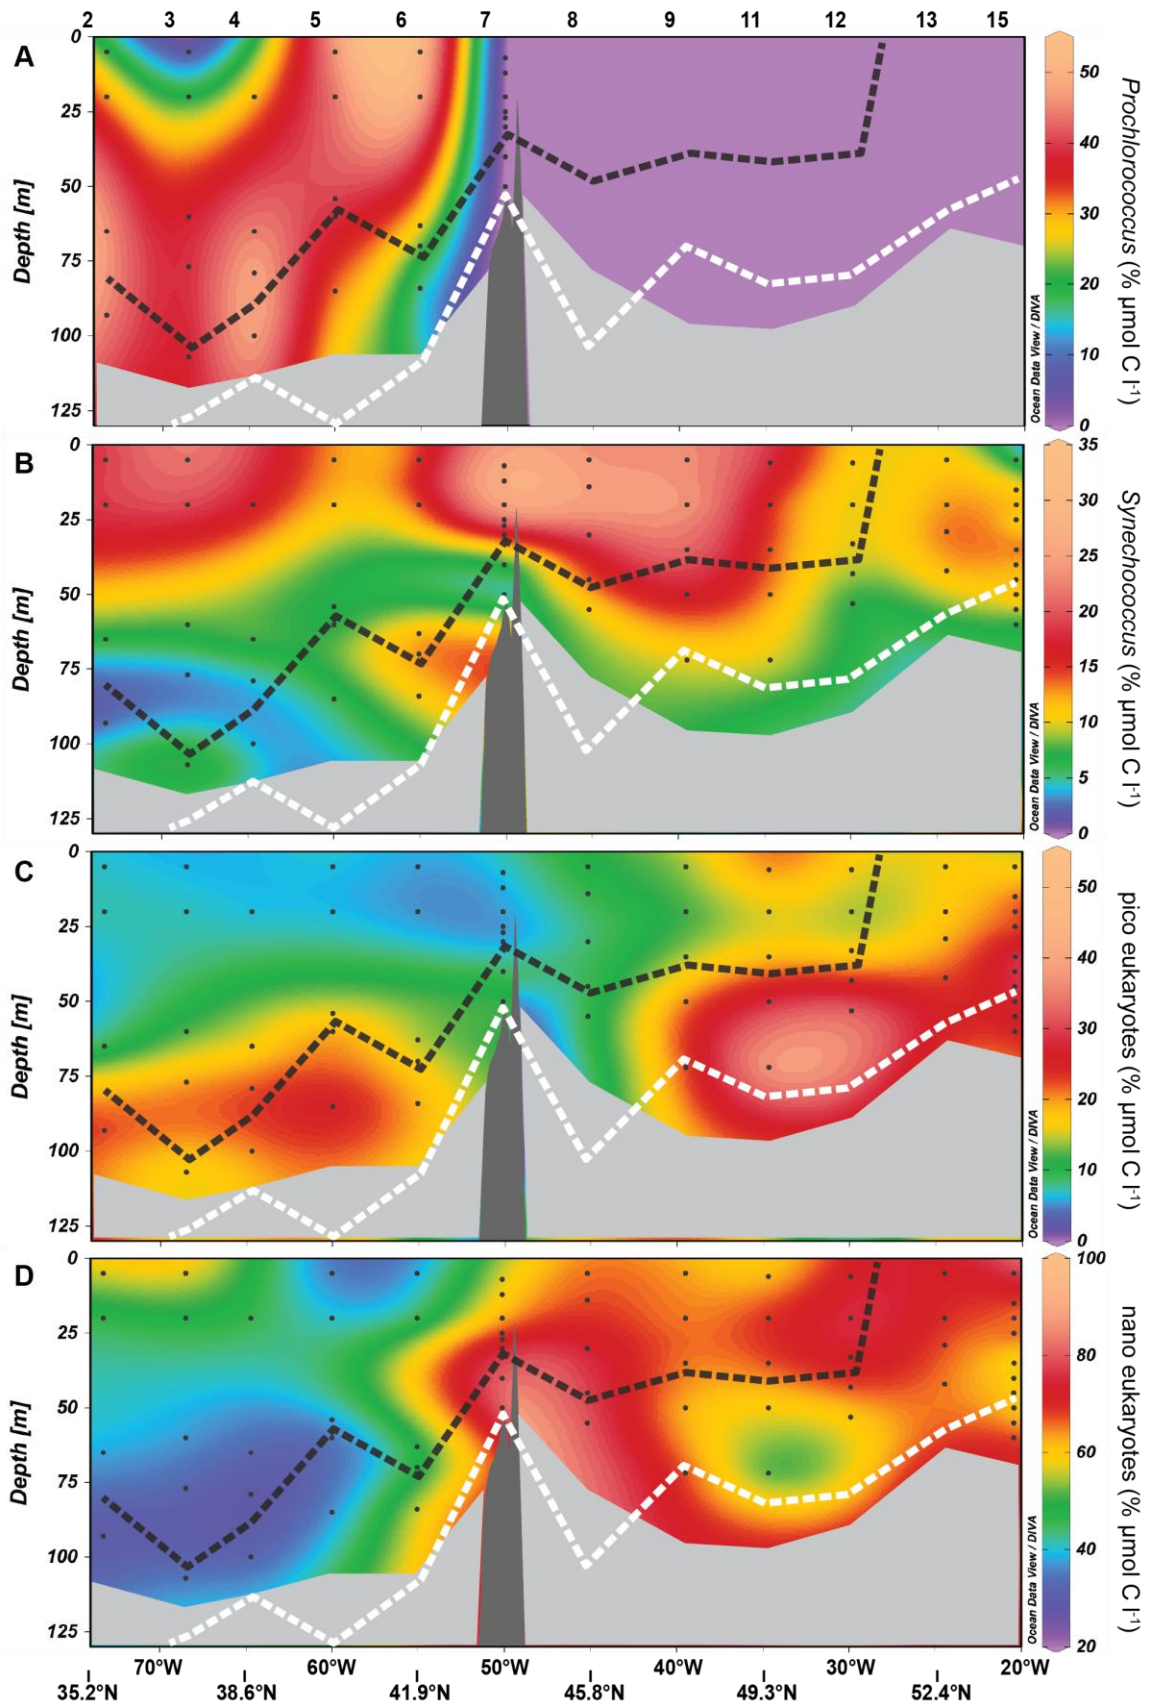 2 3 4 5 6 7 8 9 11 12 13 15
A
0
25
50
75
100
125
Depth [m]
Ocean Data View / DIVA
50
40
30
20
10
0
Prochlorococcus (% µmol C l-1)
B
0
25
50
75
100
125
Depth [m]
Ocean Data View / DIVA
35
30
25
20
15
10
5
0
Synechococcus (% µmol C l-1)
C
0
25
50
75
100
125
Depth [m]
Ocean Data View / DIVA
50
40
30
20
10
0
pico eukaryotes (% µmol C l-1)
D
0
25
50
75
100
125
Depth [m]
Ocean Data View / DIVA
100
80
60
40
20
nano eukaryotes (% µmol C l-1)
70°W 60°W 50°W 40°W 30°W 20°W
35.2°N 38.6°N 41.9°N 45.8°N 49.3°N 52.4°N